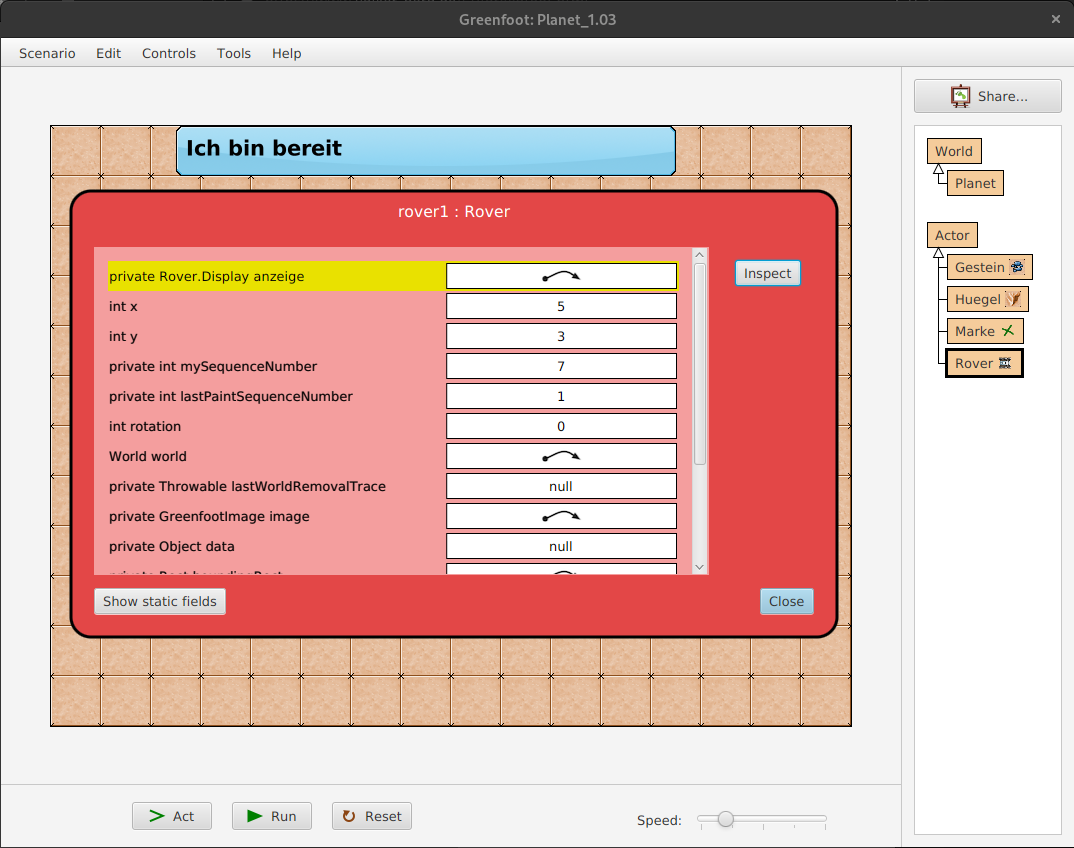 Greenfoot: Planet_1.03
Scenario Edit Controls Tools Help
Share...
Ich bin bereit
World
Planet
Actor
Gestein
Huegel
Marke
Rover
rover1 : Rover
private Rover.Display anzeige
Inspect
int x 5
int y 3
private int mySequenceNumber 7
private int lastPaintSequenceNumber 1
int rotation 0
World world
private Throwable lastWorldRemovalTrace null
private GreenfootImage image
private Object data null
Show static fields
Close
Act Run Reset Speed: